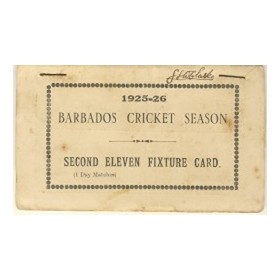 1925-26
BARBADOS CRICKET SEASON
SECOND ELEVEN FIXTURE CARD.
(1 Day Matches)